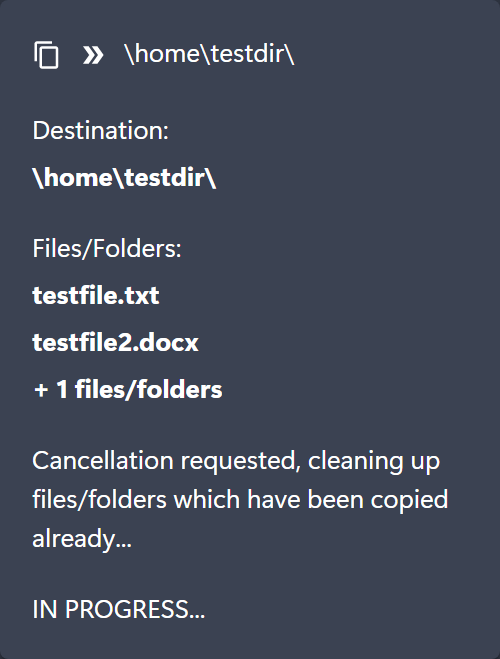 \home\testdir\
Destination:
\home\testdir\
Files/Folders:
testfile.txt
testfile2.docx
+ 1 files/folders
Cancellation requested, cleaning up
files/folders which have been copied
already...
IN PROGRESS...